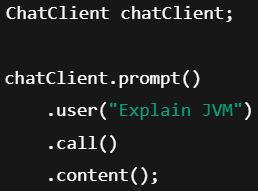 ChatClient chatClient;

chatClient.prompt()
    .user("Explain JVM")
    .call()
    .content();